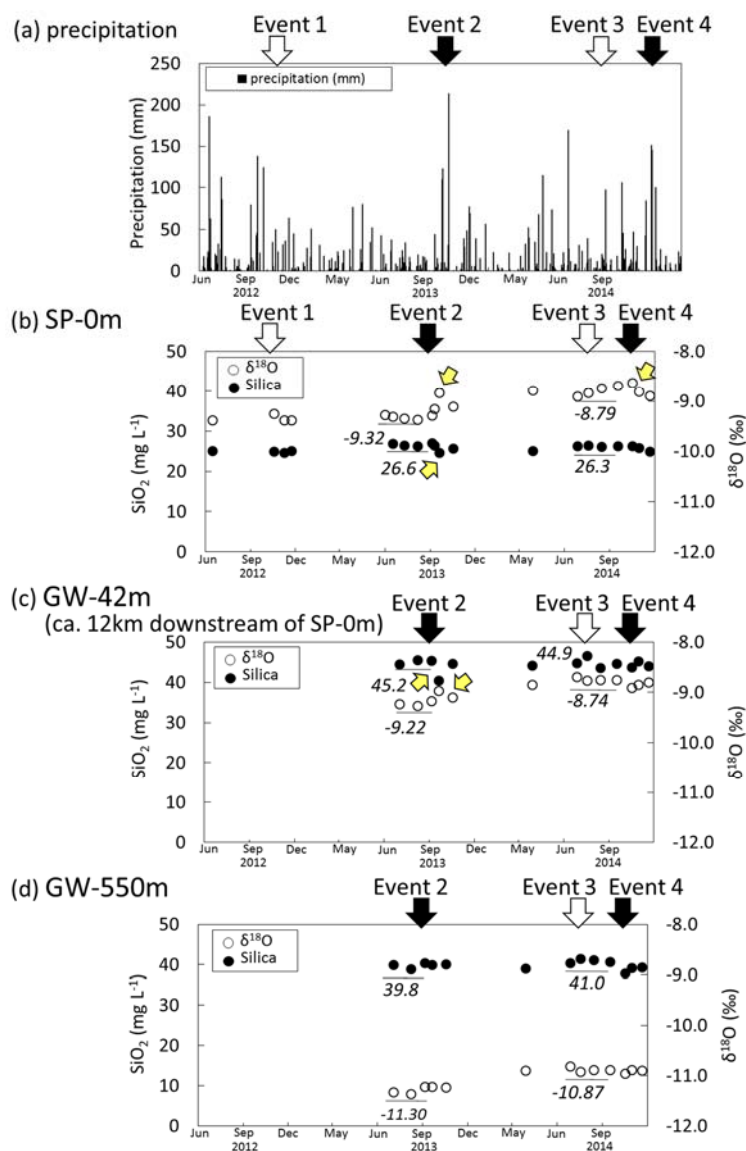 Event 1 Event 2 Event 3 Event 4
(a) precipitation
250
200
150
100
50
0
Precipitation (mm)
precipitation (mm)
Jun Sep Dec May Jun Sep Dec May Jun Sep
2012 2013 2014
(b) SP-0m
Event 1 Event 2 Event 3 Event 4
50 -8.0
40 -9.0
30
20 -10.0
10 -11.0
0 -12.0
SiO₂ (mg L⁻¹)
δ¹⁸O (‰)
δ¹⁸O
Silica
-9.32
26.6
-8.79
26.3
Jun Sep Dec May Jun Sep Dec May Jun Sep
2012 2013 2014
(c) GW-42m
(ca. 12km downstream of SP-0m)
Event 2 Event 3 Event 4
50 -8.0
40 -9.0
30
20 -10.0
10 -11.0
0 -12.0
SiO₂ (mg L⁻¹)
δ¹⁸O (‰)
δ¹⁸O
Silica
44.9
45.2
-8.74
-9.22
Jun Sep Dec May Jun Sep Dec May Jun Sep
2012 2013 2014
(d) GW-550m
Event 2 Event 3 Event 4
50 -8.0
40 -9.0
30
20 -10.0
10 -11.0
0 -12.0
SiO₂ (mg L⁻¹)
δ¹⁸O (‰)
δ¹⁸O
Silica
39.8
41.0
-11.30
-10.87
Jun Sep Dec May Jun Sep Dec May Jun Sep
2012 2013 2014